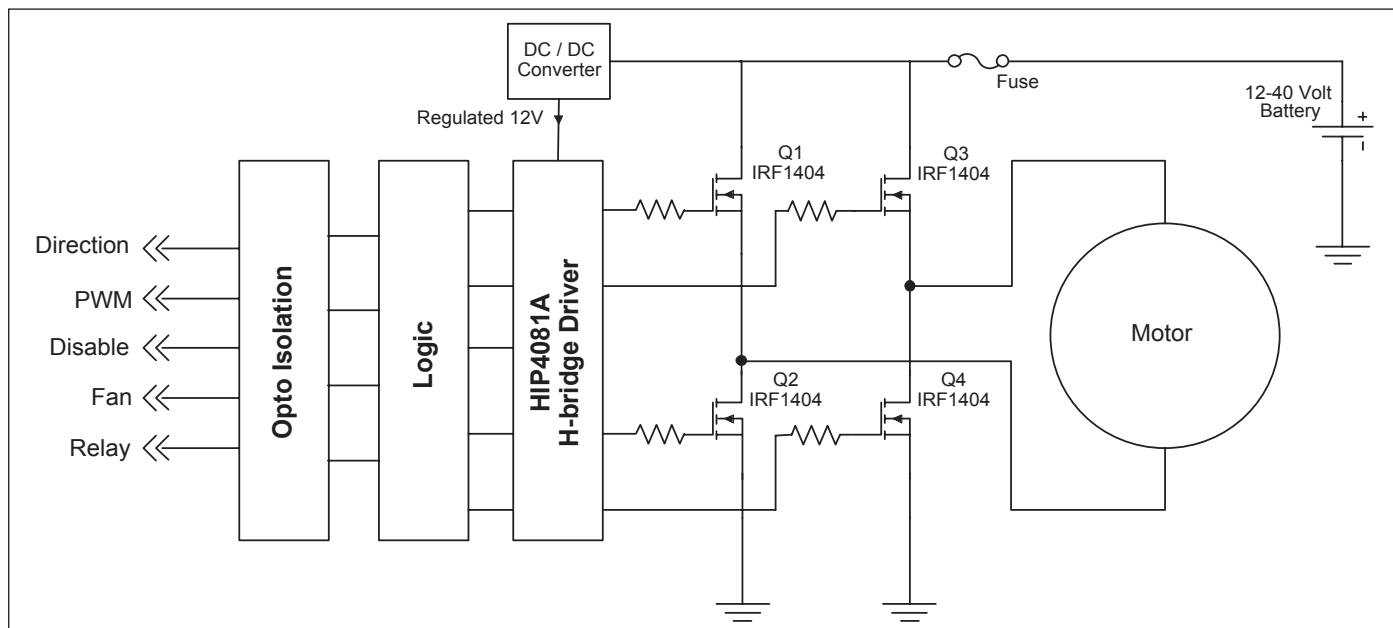 DC / DC
Converter
Fuse
12-40 Volt
Battery
+
-
Regulated 12V
Q1
IRF1404
Q3
IRF1404
Direction
PWM
Disable
Fan
Relay
Opto Isolation
Logic
HIP4081A
H-bridge Driver
Q2
IRF1404
Q4
IRF1404
Motor